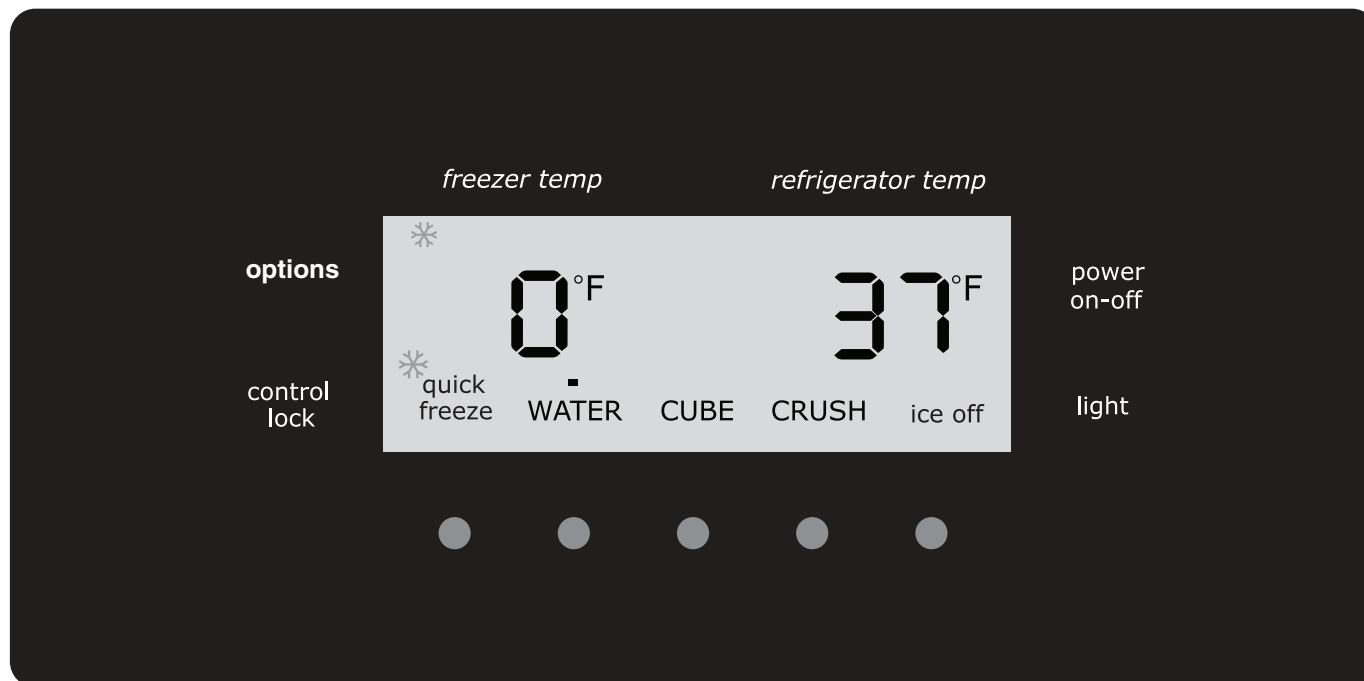 freezer temp
refrigerator temp
options
0°F
37°F
power
on-off
control
lock
quick
freeze
WATER
CUBE
CRUSH
ice off
light